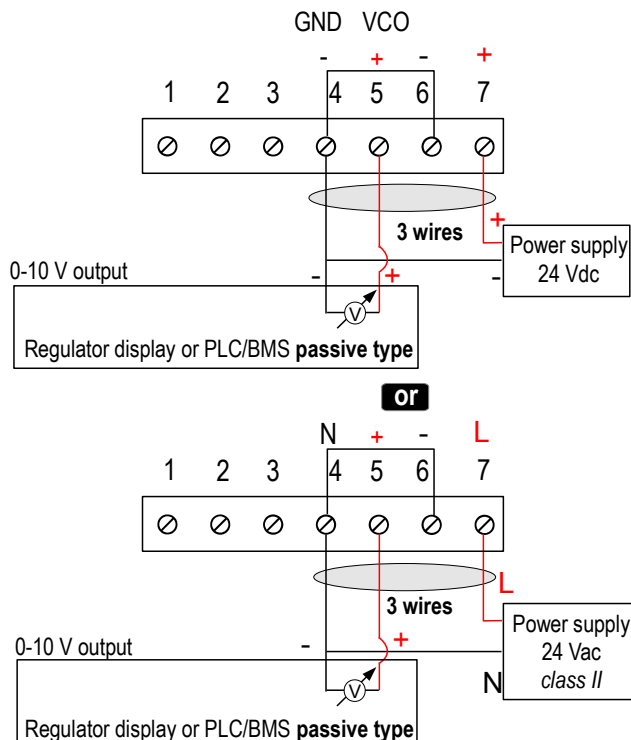 GND VCO
- + - +
1 2 3 4 5 6 7
3 wires
+
Power supply
24 Vdc
-
0-10 V output
- +
V
Regulator display or PLC/BMS passive type
or
N + - L
1 2 3 4 5 6 7
L
3 wires
Power supply
24 Vac
class II
N
0-10 V output
- +
V
Regulator display or PLC/BMS passive type